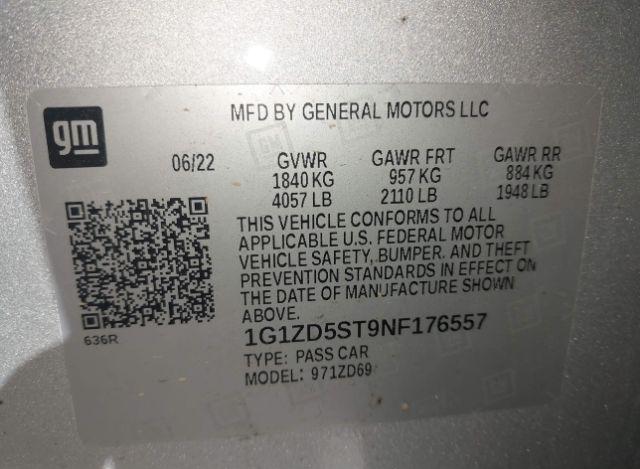 gm
MFD BY GENERAL MOTORS LLC
06/22 GVWR GAWR FRT GAWR RR
1840 KG 957 KG 884 KG
4057 LB 2110 LB 1948 LB
THIS VEHICLE CONFORMS TO ALL
APPLICABLE U.S. FEDERAL MOTOR
VEHICLE SAFETY, BUMPER, AND THEFT
PREVENTION STANDARDS IN EFFECT ON
THE DATE OF MANUFACTURE SHOWN
ABOVE.
636R
1G1ZD5ST9NF176557
TYPE: PASS CAR
MODEL: 971ZD69